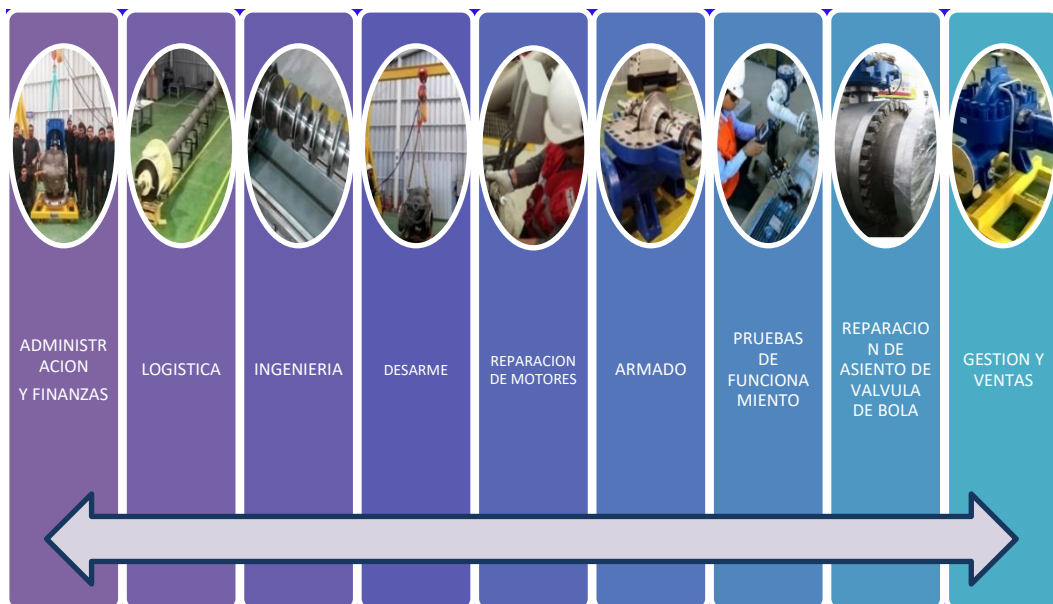 ADMINISTR
ACION
Y FINANZAS
LOGISTICA
INGENIERIA
DESARME
REPARACION
DE MOTORES
ARMADO
PRUEBAS
DE
FUNCIONA
MIENTO
REPARACIO
N DE
ASIENTO DE
VALVULA
DE BOLA
GESTION Y
VENTAS